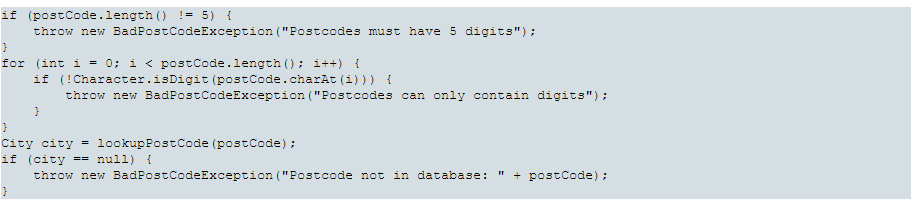 if (postCode.length() != 5) {
    throw new BadPostCodeException("Postcodes must have 5 digits");
}
for (int i = 0; i < postCode.length(); i++) {
    if (!Character.isDigit(postCode.charAt(i))) {
        throw new BadPostCodeException("Postcodes can only contain digits");
    }
}
City city = lookupPostCode(postCode);
if (city == null) {
    throw new BadPostCodeException("Postcode not in database: " + postCode);
}